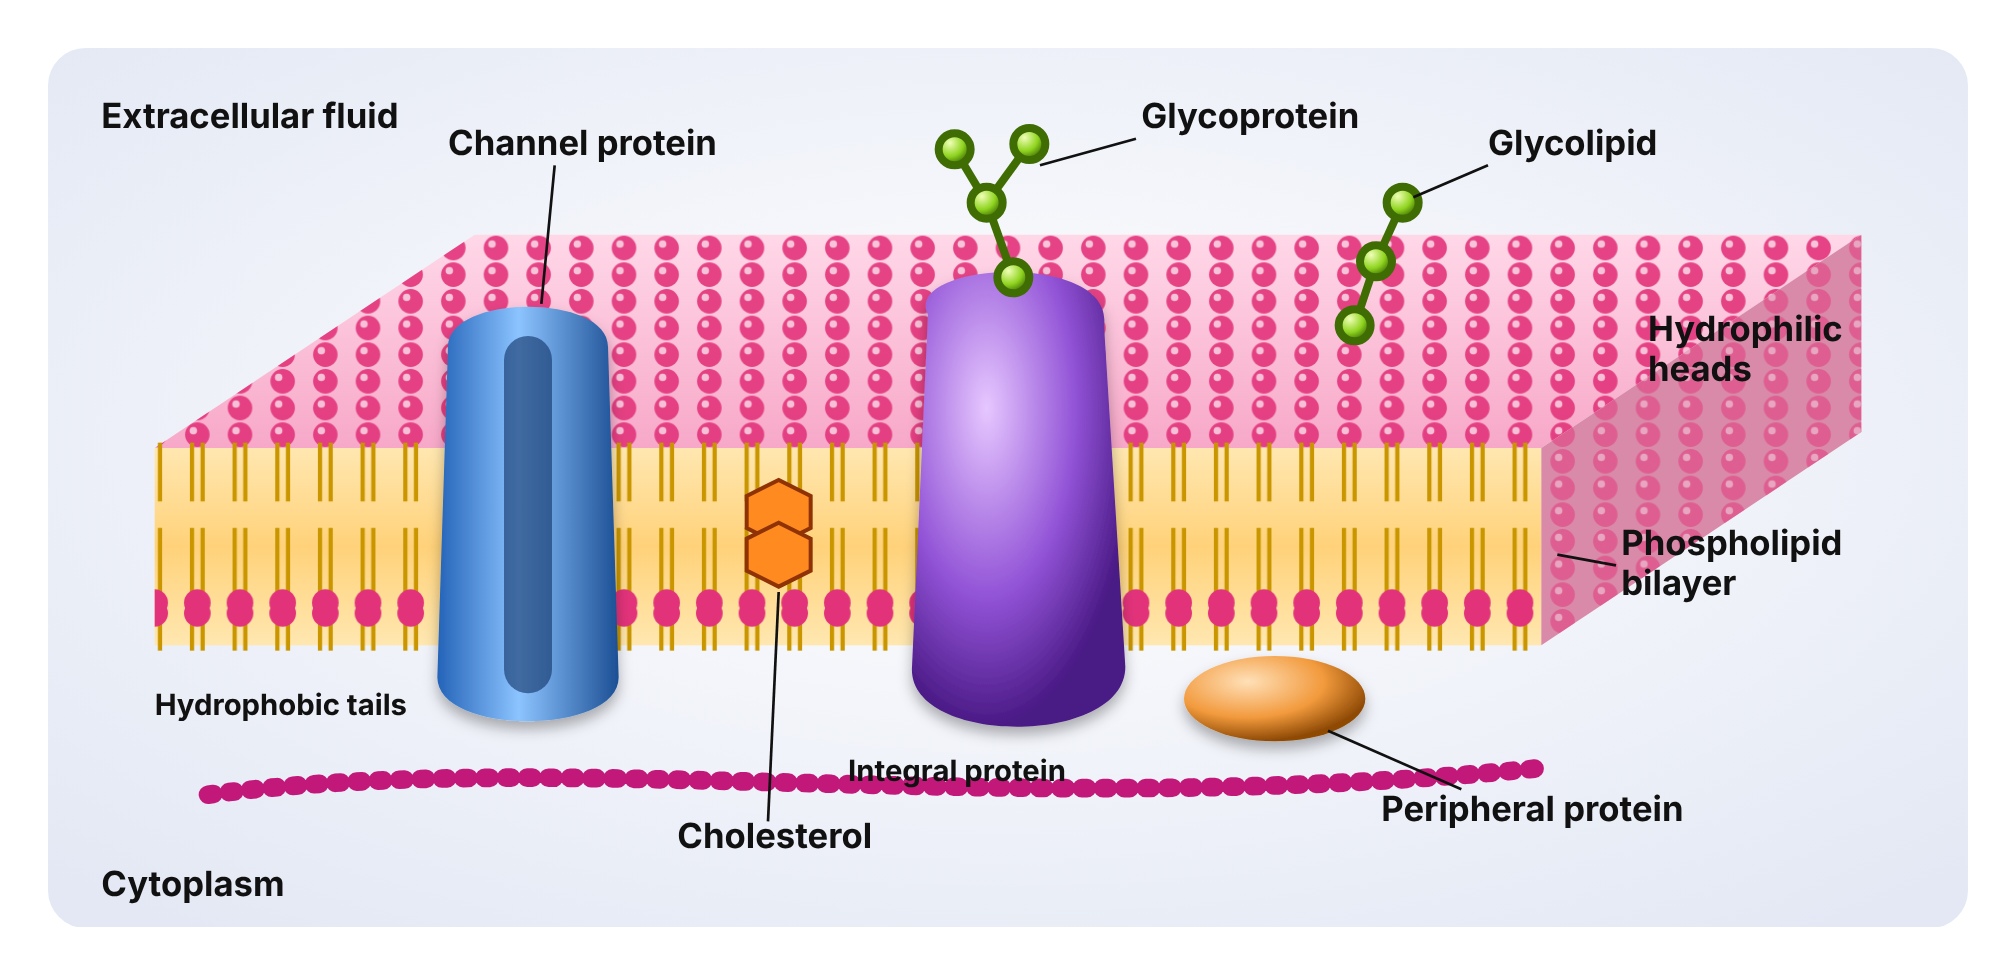 Extracellular fluid
Channel protein
Glycoprotein
Glycolipid
Hydrophilic
heads
Phospholipid
bilayer
Hydrophobic tails
Integral protein
Peripheral protein
Cholesterol
Cytoplasm